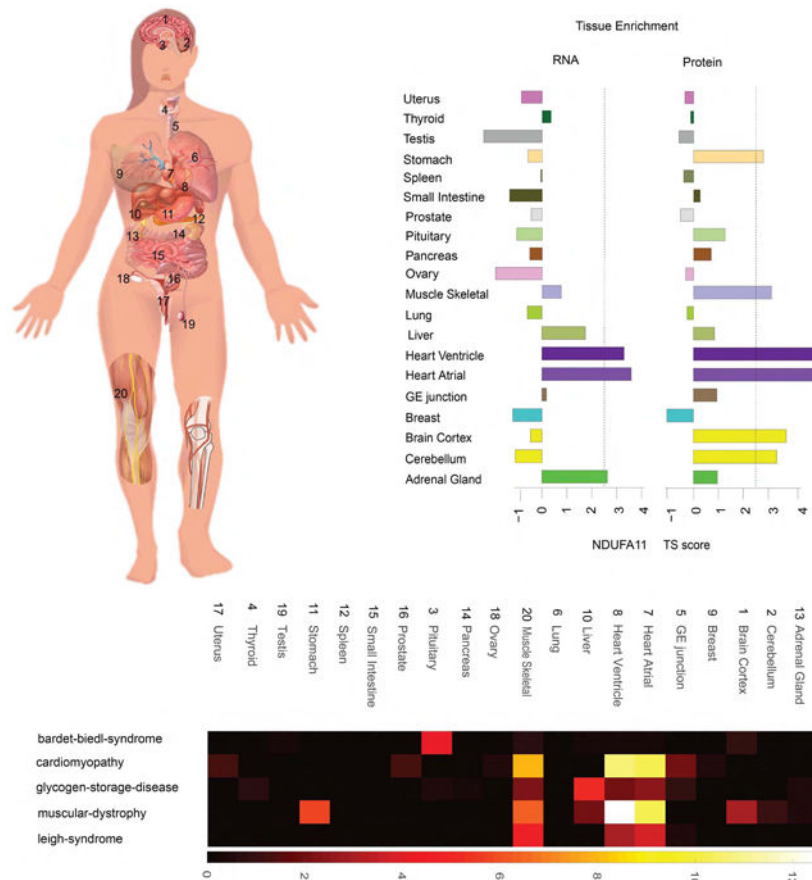 Tissue Enrichment
RNA Protein
Uterus
Thyroid
Testis
Stomach
Spleen
Small Intestine
Prostate
Pituitary
Pancreas
Ovary
Muscle Skeletal
Lung
Liver
Heart Ventricle
Heart Atrial
GE junction
Breast
Brain Cortex
Cerebellum
Adrenal Gland
−1 0 1 2 3 4 −1 0 1 2 3 4
NDUFA11 TS score
1
2
3
4
5
6
7
8
9
10
11
12
13
14
15
16
17
18
19
20
17 Uterus
4 Thyroid
19 Testis
11 Stomach
12 Spleen
15 Small Intestine
16 Prostate
3 Pituitary
14 Pancreas
18 Ovary
20 Muscle Skeletal
6 Lung
10 Liver
8 Heart Ventricle
7 Heart Atrial
5 GE junction
9 Breast
1 Brain Cortex
2 Cerebellum
13 Adrenal Gland
bardet-biedl-syndrome
cardiomyopathy
glycogen-storage-disease
muscular-dystrophy
leigh-syndrome
0 2 4 6 8 10 12